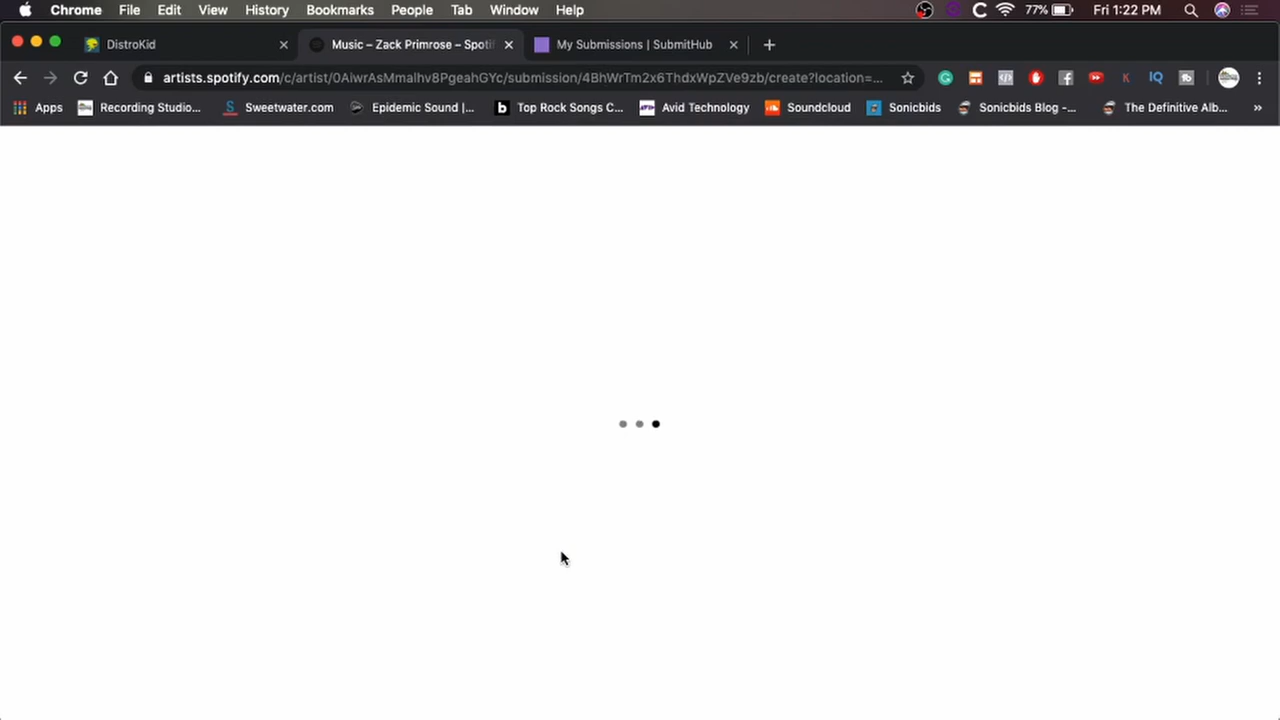 Chrome File Edit View History Bookmarks People Tab Window Help 77% Fri 1:22 PM
DistroKid Music – Zack Primrose – Spoti My Submissions | SubmitHub
artists.spotify.com/c/artist/0AiwrAsMmalhv8PgeahGYc/submission/4BhWrTm2x6ThdxWpZVe9zb/create?location=... K IQ
Apps Recording Studio... Sweetwater.com Epidemic Sound |... Top Rock Songs C... Avid Technology Soundcloud Sonicbids Sonicbids Blog -... The Definitive Alb... »